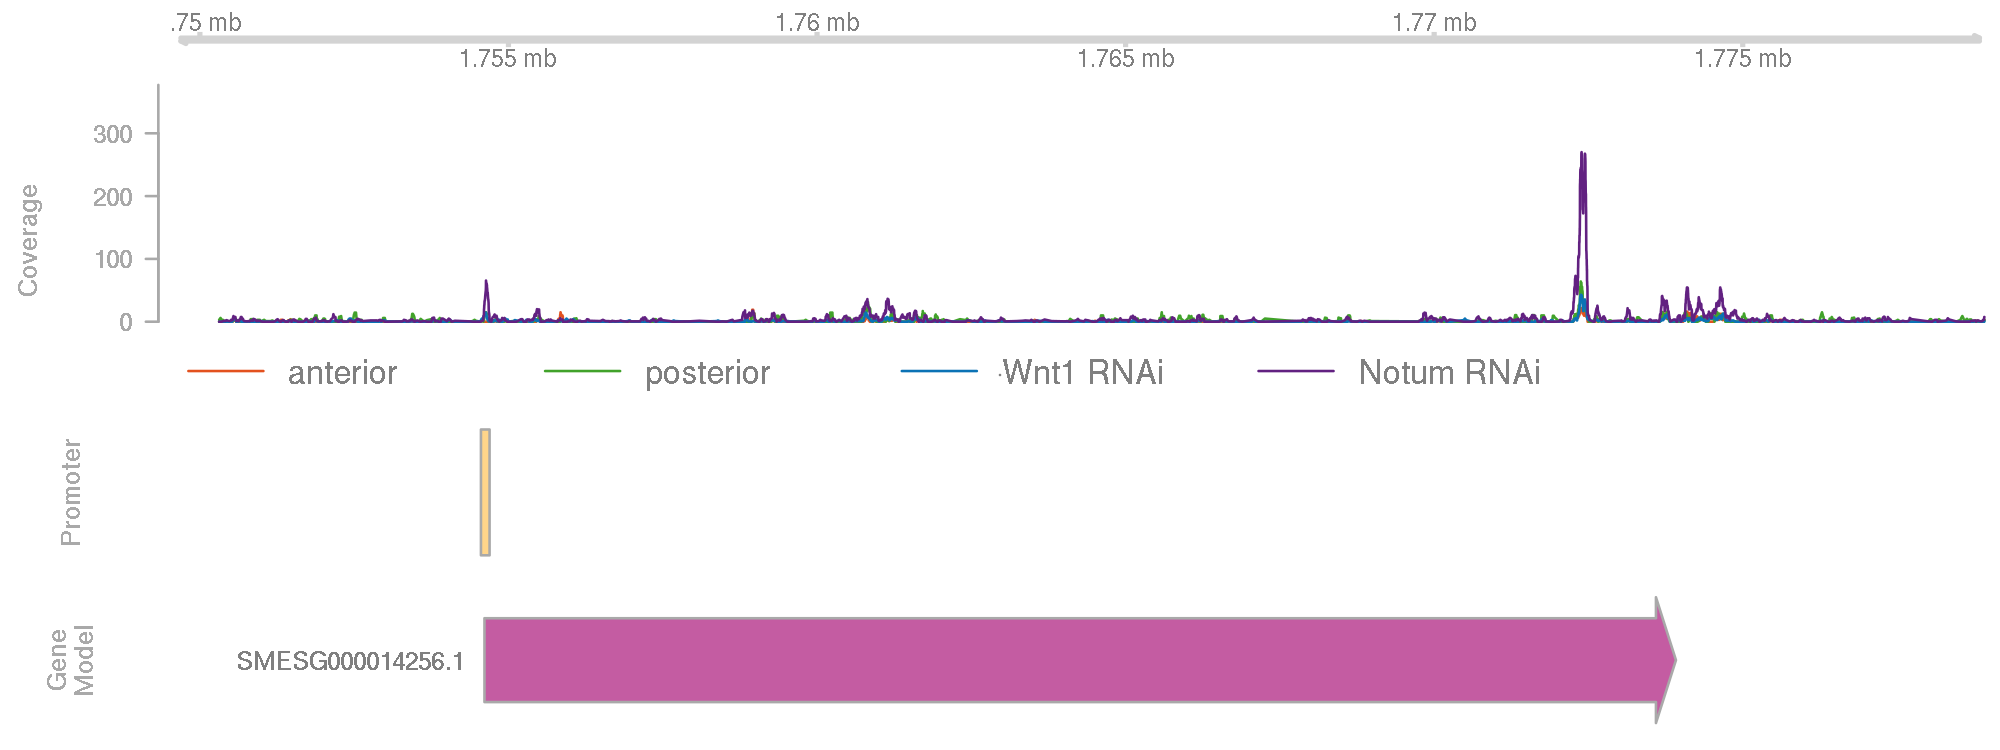 .75 mb 1.76 mb 1.77 mb
1.755 mb 1.765 mb 1.775 mb
Coverage
300
200
100
0
anterior posterior Wnt1 RNAi Notum RNAi
Promoter
Gene
Model
SMESG000014256.1